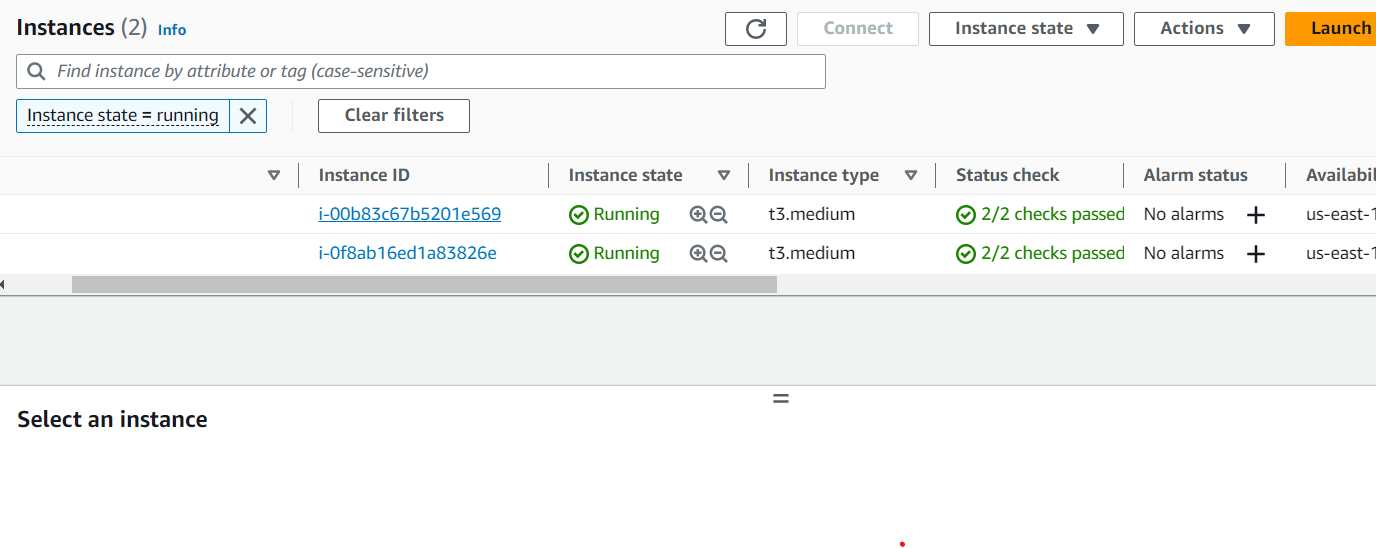 Instances (2) Info
Connect Instance state Actions Launch
Find instance by attribute or tag (case-sensitive)
Instance state = running Clear filters
Instance ID Instance state Instance type Status check Alarm status Availabil
i-00b83c67b5201e569 Running t3.medium 2/2 checks passed No alarms us-east-1
i-0f8ab16ed1a83826e Running t3.medium 2/2 checks passed No alarms us-east-1
Select an instance